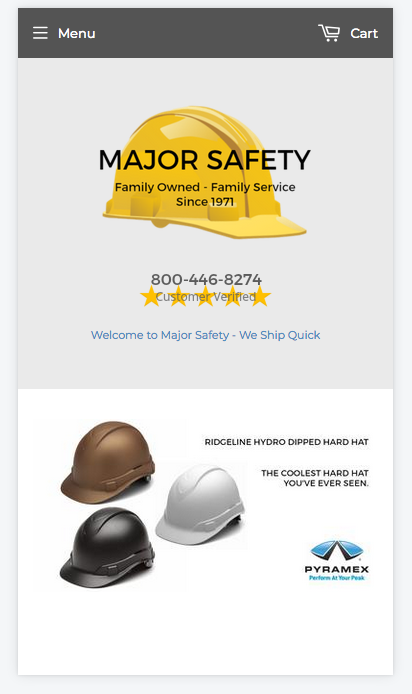 Menu
Cart
MAJOR SAFETY
Family Owned - Family Service
Since 1971
800-446-8274
Customer Verified
Welcome to Major Safety - We Ship Quick
RIDGELINE HYDRO DIPPED HARD HAT
THE COOLEST HARD HAT
YOU'VE EVER SEEN.
PYRAMEX
Perform At Your Peak